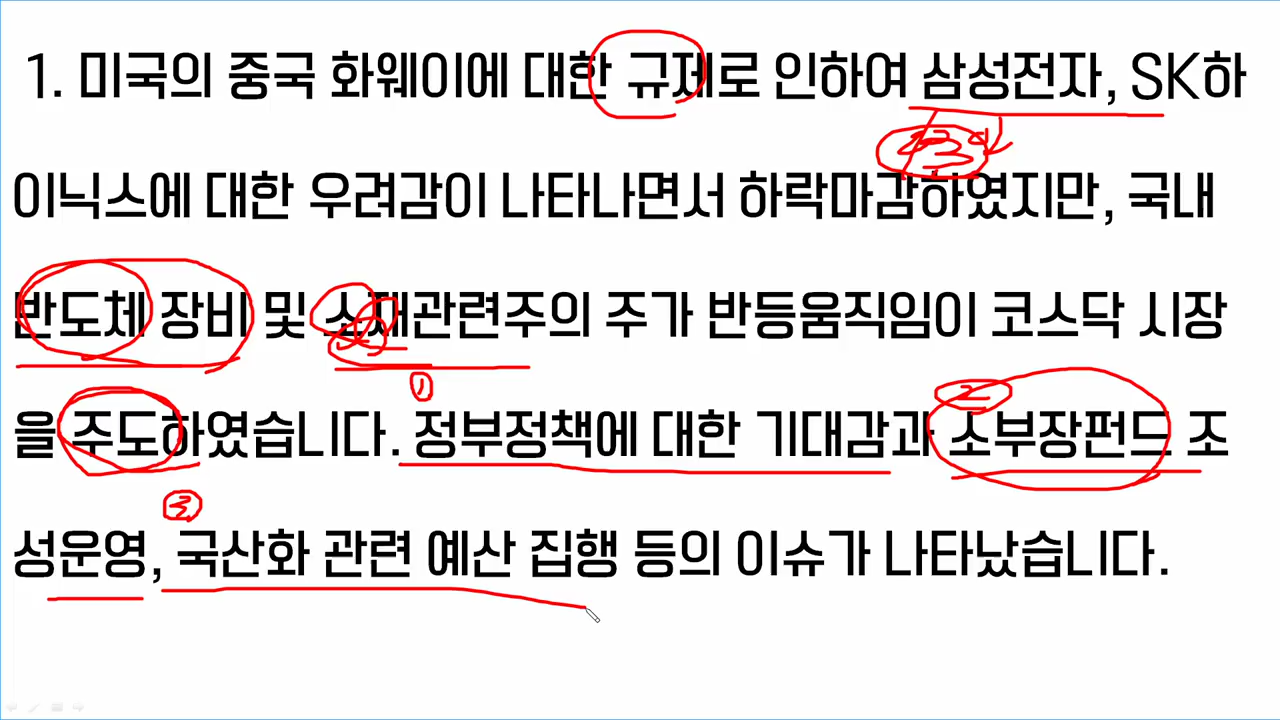 1. 미국의 중국 화웨이에 대한 규제로 인하여 삼성전자, SK하
이닉스에 대한 우려감이 나타나면서 하락마감하였지만, 국내
반도체 장비 및 소재관련주의 주가 반등움직임이 코스닥 시장
①
②
을 주도하였습니다. 정부정책에 대한 기대감과 소부장펀드 조
③
성운영, 국산화 관련 예산 집행 등의 이슈가 나타났습니다.